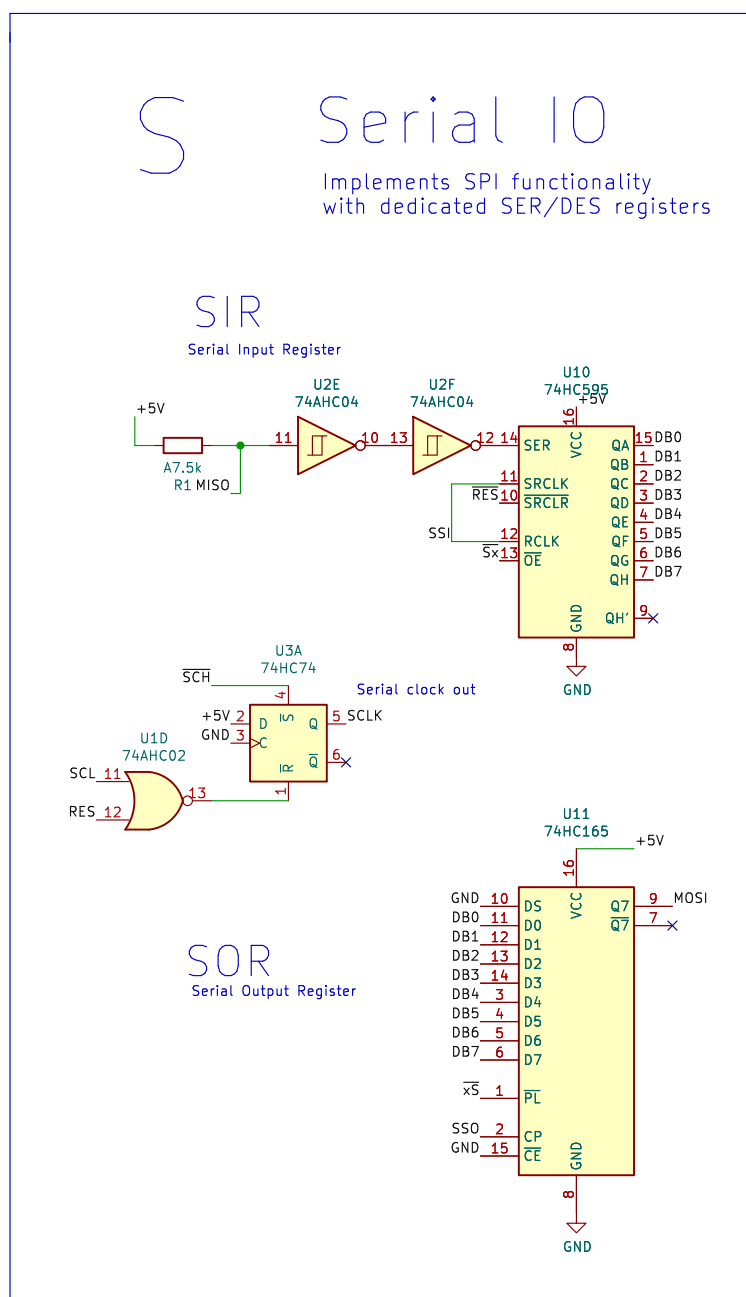 S
Serial IO
Implements SPI functionality
with dedicated SER/DES registers
SIR
Serial Input Register
+5V
A7.5k
R1
MISO
U2E
74AHC04
11
10
U2F
74AHC04
13
12
U10
74HC595
+5V
16
VCC
14 SER
11 SRCLK
RES 10 SRCLR
SSI
12 RCLK
Sx 13 OE
QA 15 DB0
QB 1 DB1
QC 2 DB2
QD 3 DB3
QE 4 DB4
QF 5 DB5
QG 6 DB6
QH 7 DB7
QH' 9
GND
8
GND
Serial clock out
U3A
74HC74
SCH
4
S
+5V 2 D
GND 3 C
Q 5 SCLK
Q 6
R
1
U1D
74AHC02
SCL 11
RES 12
13
SOR
Serial Output Register
U11
74HC165
+5V
16
VCC
GND 10 DS
DB0 11 D0
DB1 12 D1
DB2 13 D2
DB3 14 D3
DB4 3 D4
DB5 4 D5
DB6 5 D6
DB7 6 D7
xS 1 PL
SSO 2 CP
GND 15 CE
Q7 9 MOSI
Q7 7
GND
8
GND